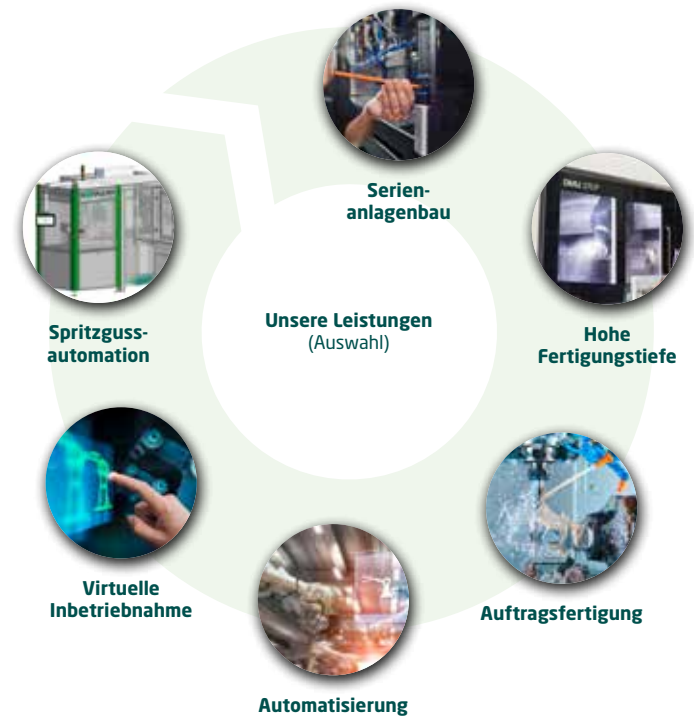 Serien-
anlagenbau
Hohe
Fertigungstiefe
Auftragsfertigung
Automatisierung
Virtuelle
Inbetriebnahme
Spritzguss-
automation
Unsere Leistungen
(Auswahl)